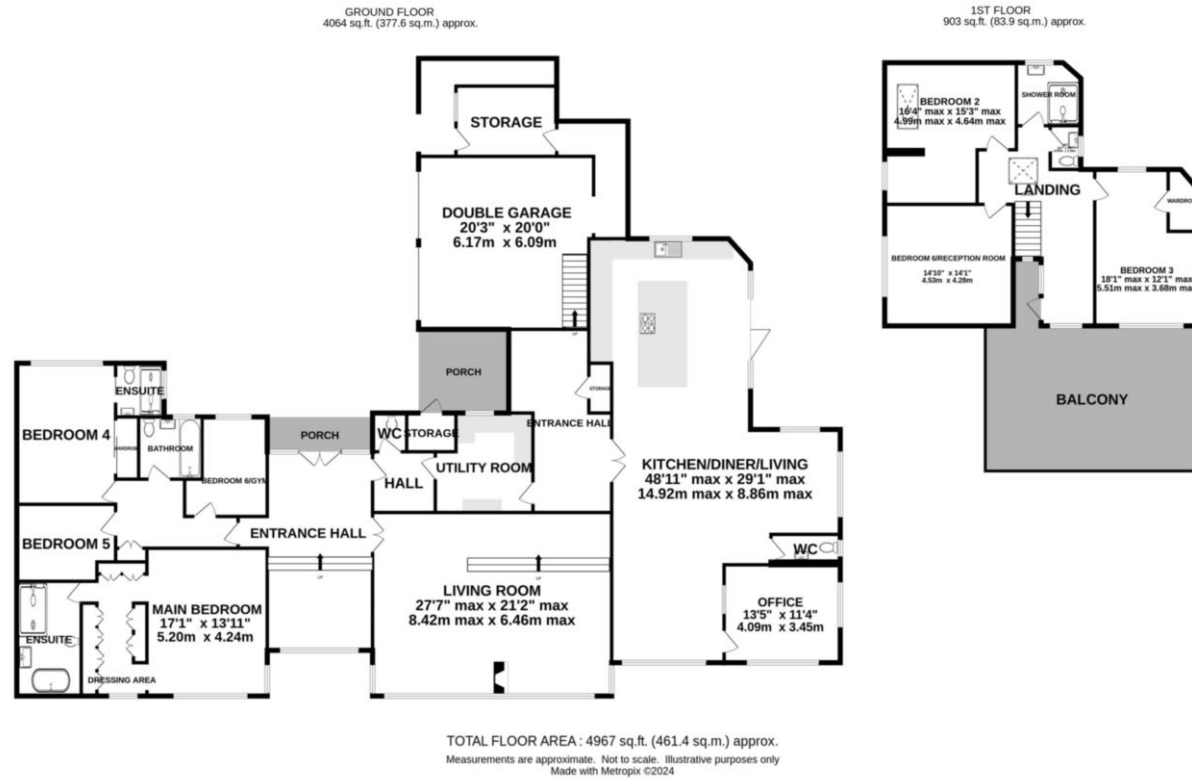 GROUND FLOOR
4064 sq.ft. (377.6 sq.m.) approx.
STORAGE
DOUBLE GARAGE
20'3" x 20'0"
6.17m x 6.09m
UP
PORCH
STORAGE
ENTRANCE HALL
ENSUITE
BEDROOM 4
WARDROBE
BATHROOM
BEDROOM 6/GYM
PORCH
WC
STORAGE
UTILITY ROOM
HALL
KITCHEN/DINER/LIVING
48'11" max x 29'1" max
14.92m max x 8.86m max
BEDROOM 5
ENTRANCE HALL
UP
WC
LIVING ROOM
27'7" max x 21'2" max
8.42m max x 6.46m max
UP
OFFICE
13'5" x 11'4"
4.09m x 3.45m
MAIN BEDROOM
17'1" x 13'11"
5.20m x 4.24m
ENSUITE
DRESSING AREA
1ST FLOOR
903 sq.ft. (83.9 sq.m.) approx.
BEDROOM 2
16'4" max x 15'3" max
4.99m max x 4.64m max
SHOWER ROOM
LANDING
WARDRO
BEDROOM 6/RECEPTION ROOM
14'10" x 14'1"
4.53m x 4.28m
BEDROOM 3
18'1" max x 12'1" max
5.51m max x 3.68m max
BALCONY
TOTAL FLOOR AREA : 4967 sq.ft. (461.4 sq.m.) approx.
Measurements are approximate. Not to scale. Illustrative purposes only
Made with Metropix ©2024